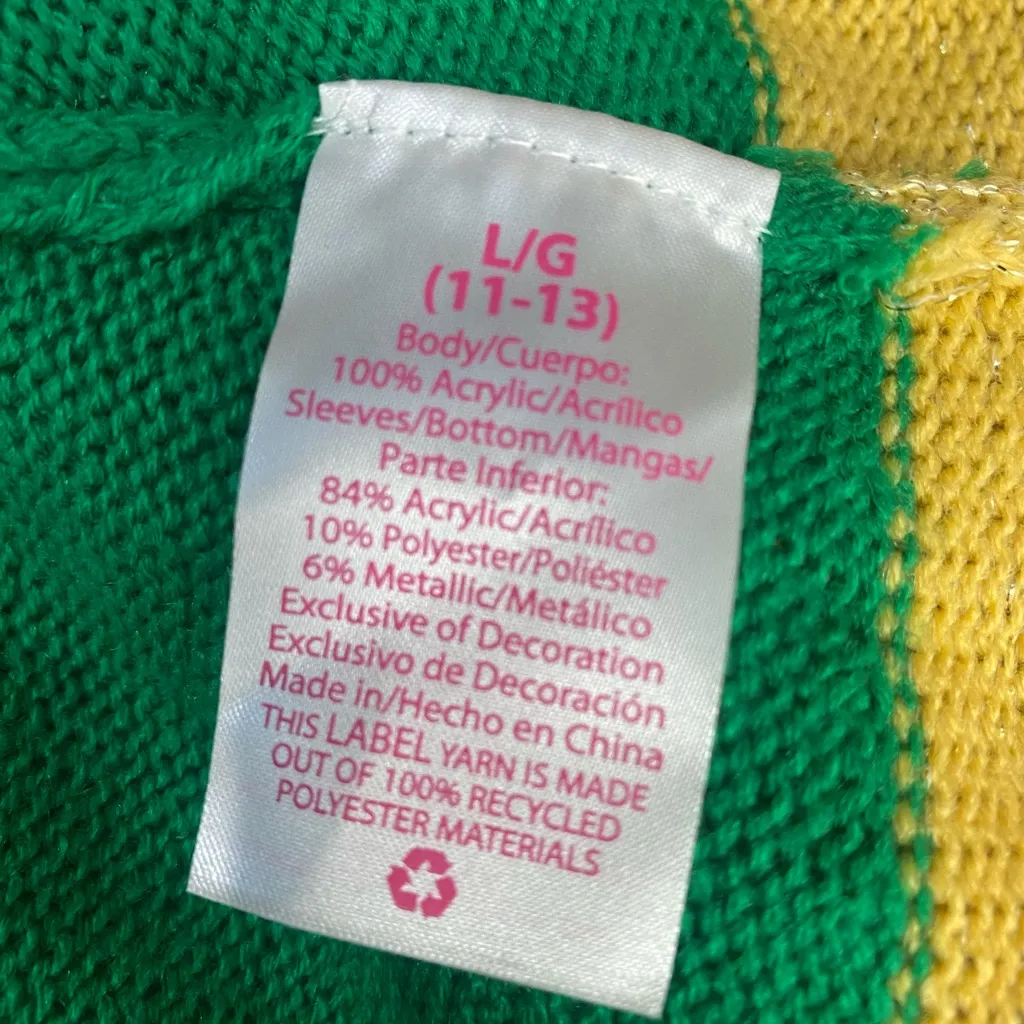 L/G
(11-13)
Body/Cuerpo:
100% Acrylic/Acrílico
Sleeves/Bottom/Mangas/
Parte Inferior:
84% Acrylic/Acrílico
10% Polyester/Poliéster
6% Metallic/Metálico
Exclusive of Decoration
Exclusivo de Decoración
Made in/Hecho en China
THIS LABEL YARN IS MADE
OUT OF 100% RECYCLED
POLYESTER MATERIALS